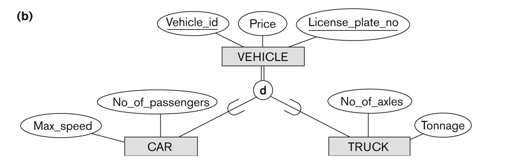 (b)
Vehicle_id
Price
License_plate_no
VEHICLE
d
No_of_passengers
No_of_axles
Max_speed
Tonnage
CAR
TRUCK